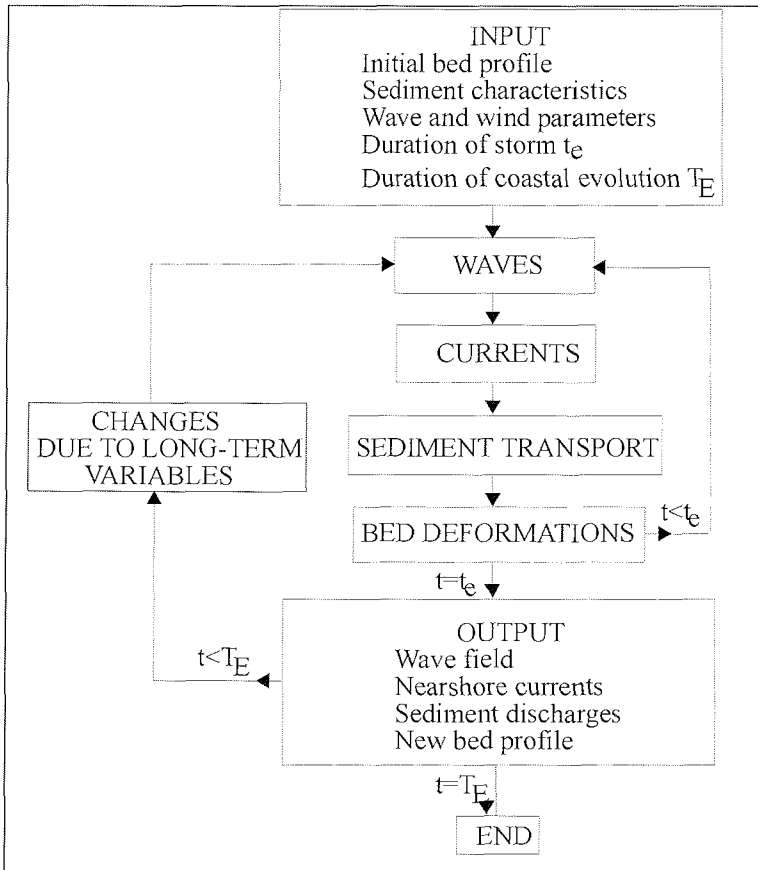 INPUT
Initial bed profile
Sediment characteristics
Wave and wind parameters
Duration of storm te
Duration of coastal evolution TE
WAVES
CURRENTS
CHANGES
DUE TO LONG-TERM
VARIABLES
SEDIMENT TRANSPORT
BED DEFORMATIONS
t<te
t=te
OUTPUT
Wave field
Nearshore currents
Sediment discharges
New bed profile
t<TE
t=TE
END